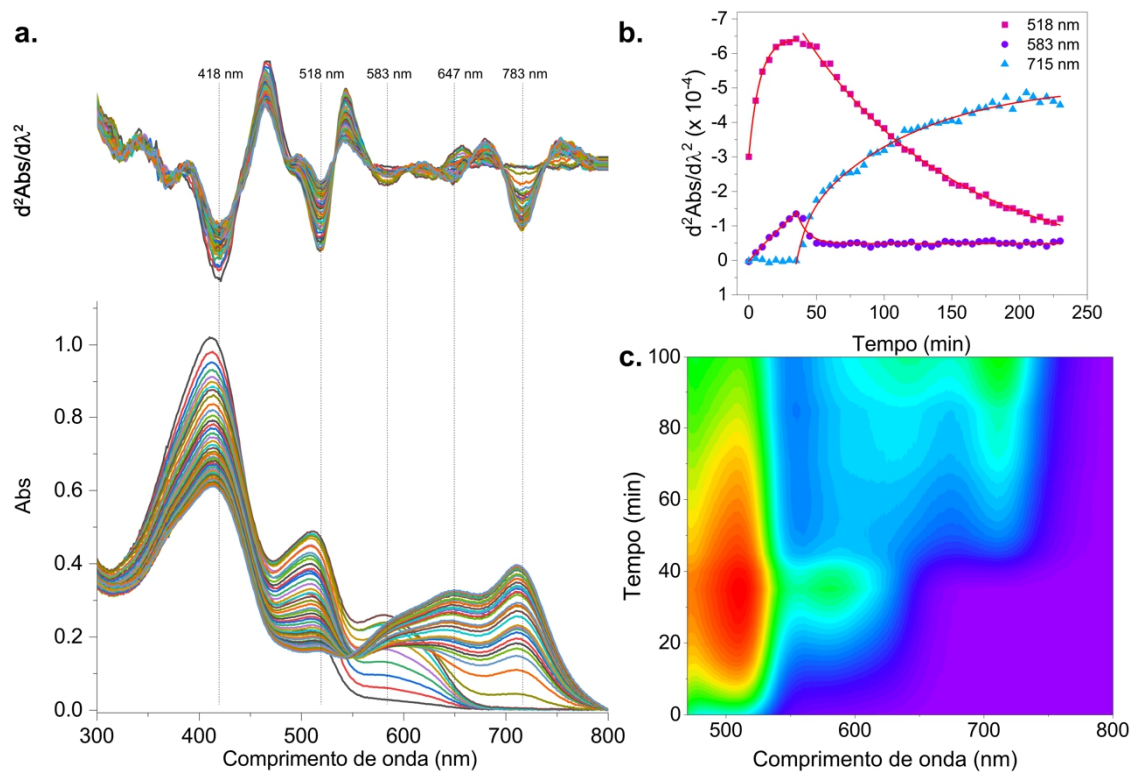 a.
418 nm 518 nm 583 nm 647 nm 783 nm
d²Abs/dλ²
1.0
0.8
0.6
0.4
0.2
0.0
Abs
300 400 500 600 700 800
Comprimento de onda (nm)
b.
518 nm
583 nm
715 nm
-7
-6
-5
-4
-3
-2
-1
0
1
d²Abs/dλ² (x 10⁻⁴)
0 50 100 150 200 250
Tempo (min)
c.
100
80
60
40
20
0
Tempo (min)
500 600 700 800
Comprimento de onda (nm)